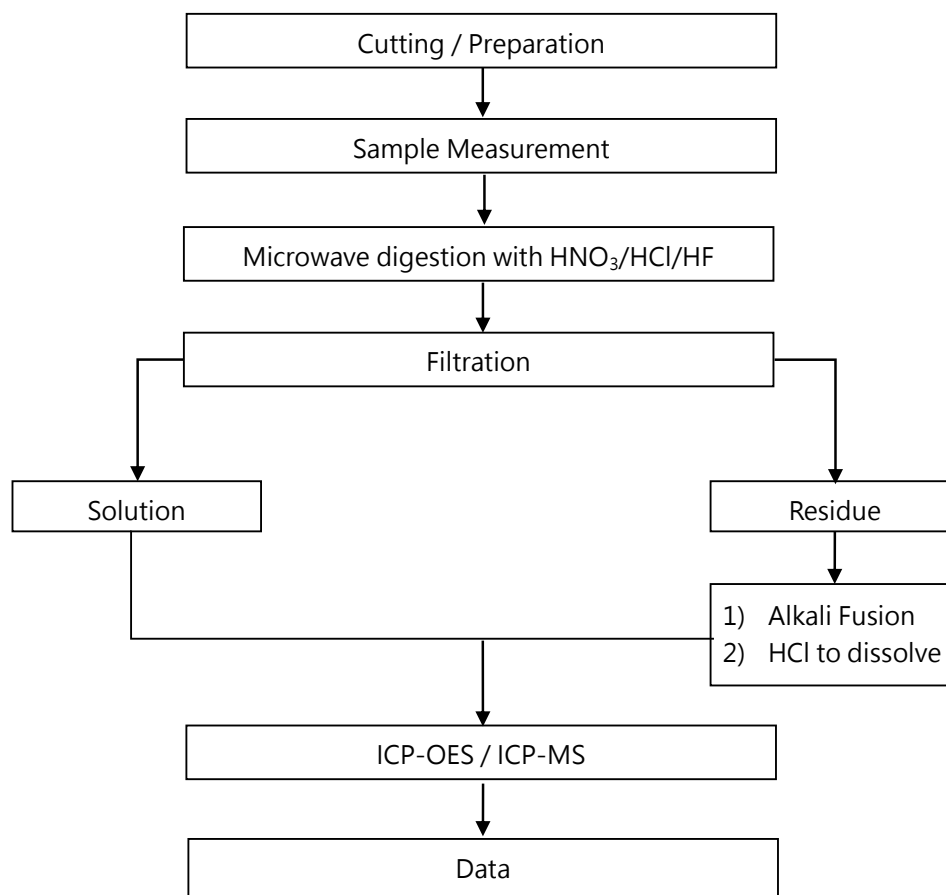 Cutting / Preparation
Sample Measurement
Microwave digestion with HNO₃/HCl/HF
Filtration
Solution
Residue
1) Alkali Fusion
2) HCl to dissolve
ICP-OES / ICP-MS
Data